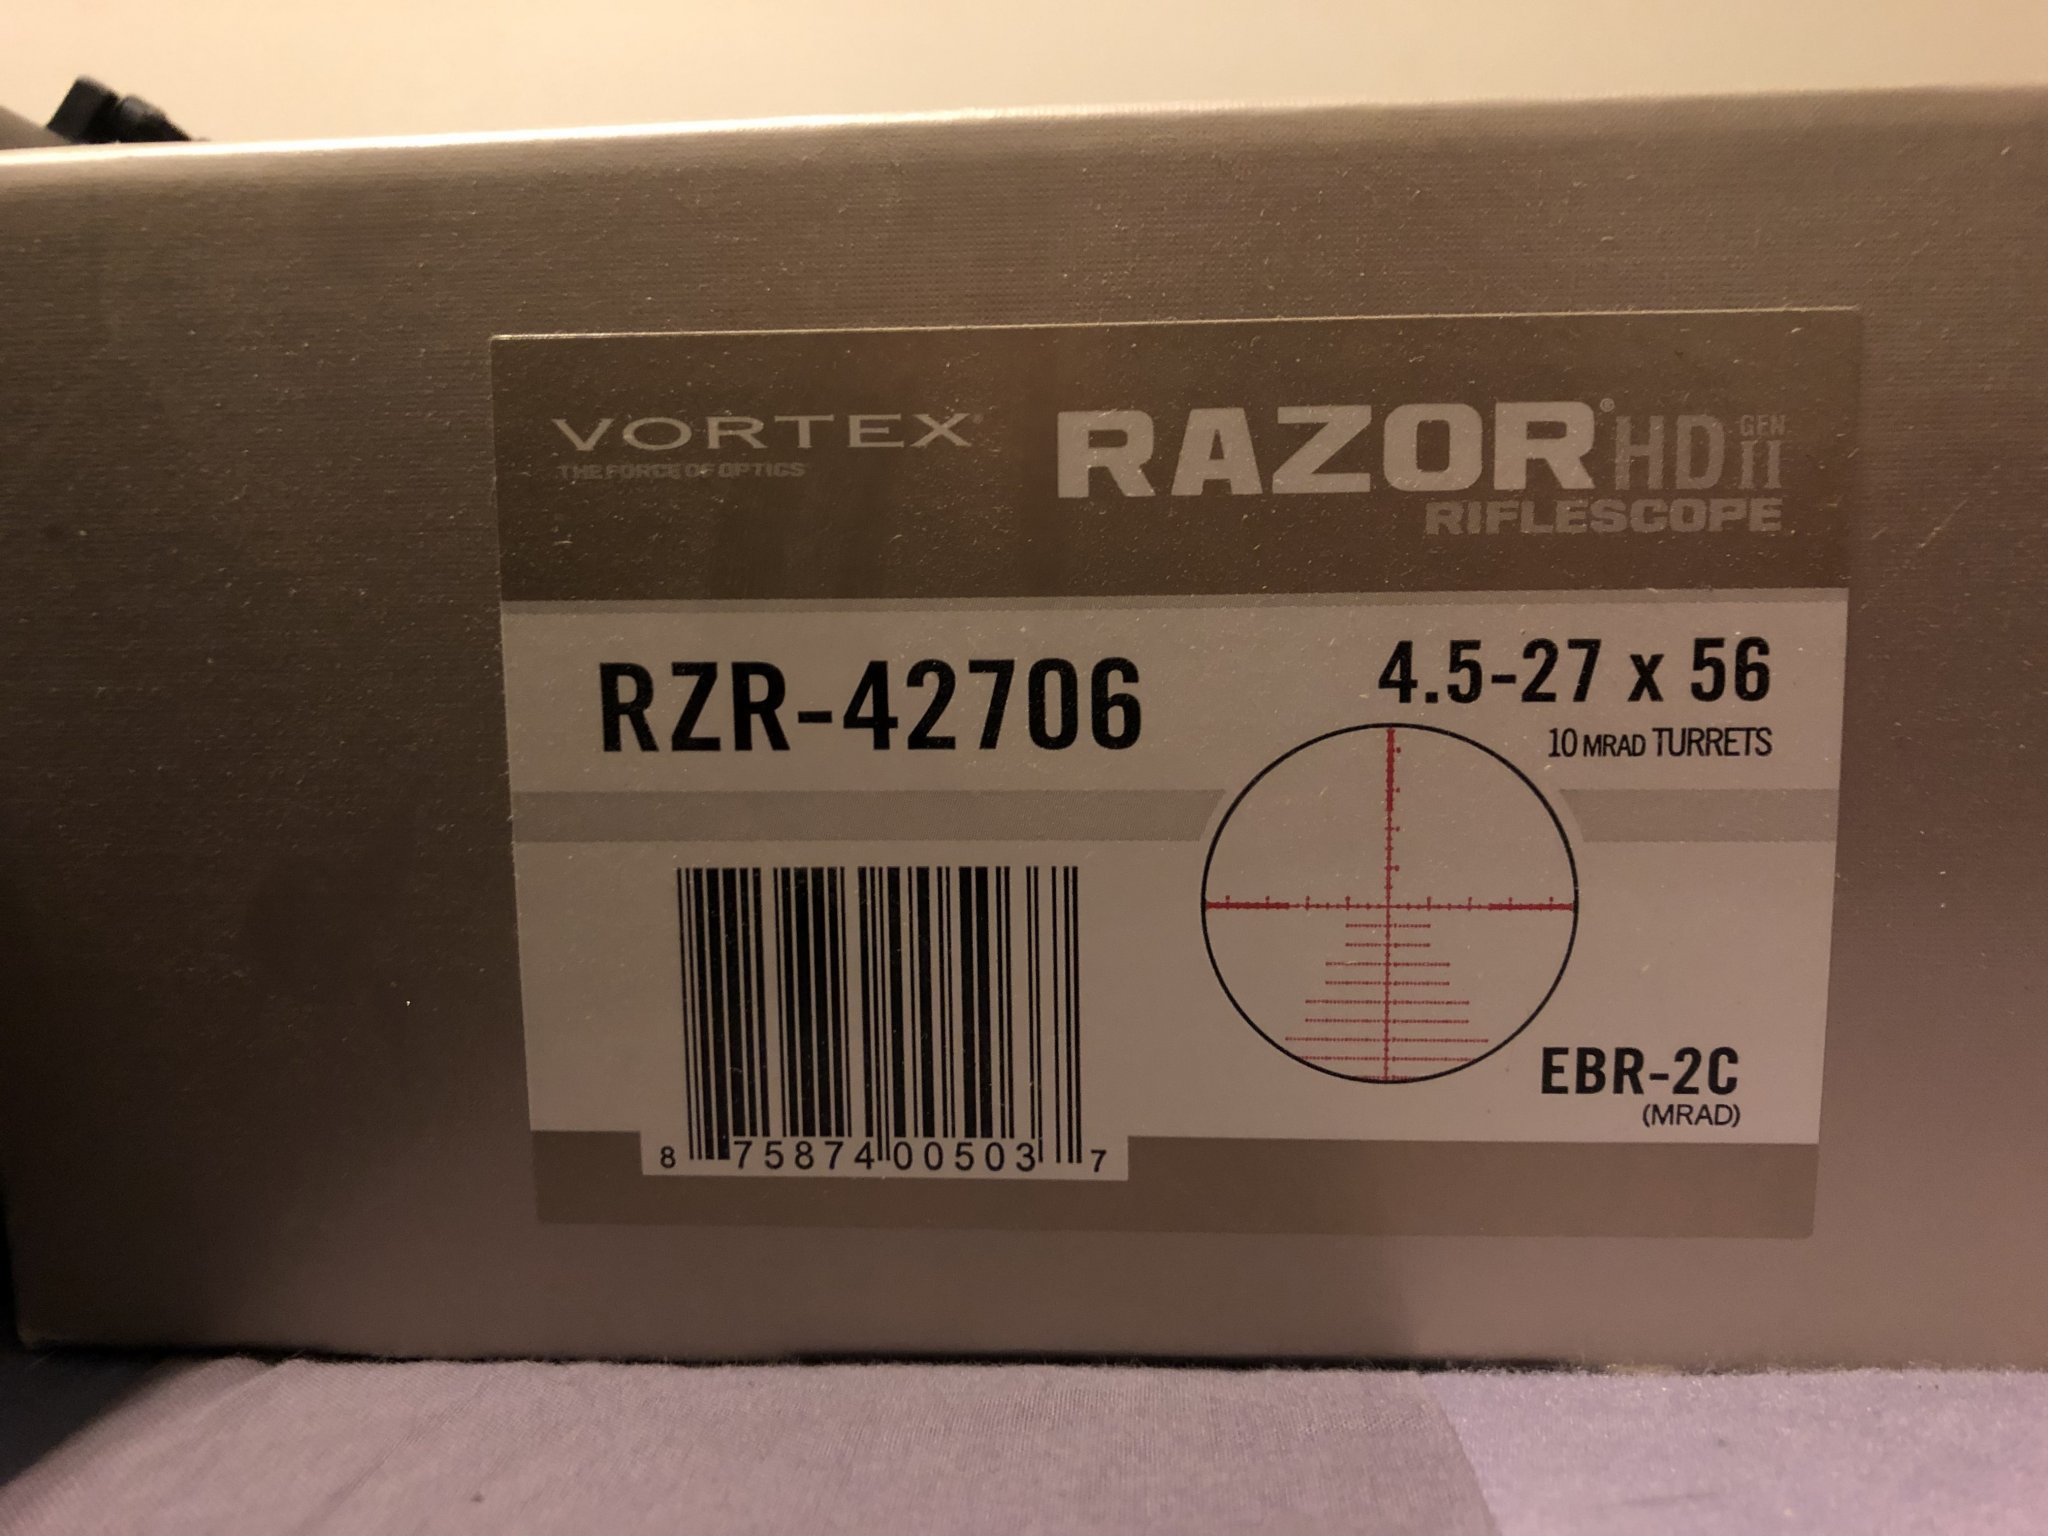 VORTEX®
THE FORCE OF OPTICS
RAZOR® HD GEN II
RIFLESCOPE
RZR-42706
4.5-27 x 56
10 MRAD TURRETS
EBR-2C
(MRAD)
8 75874 00503 7